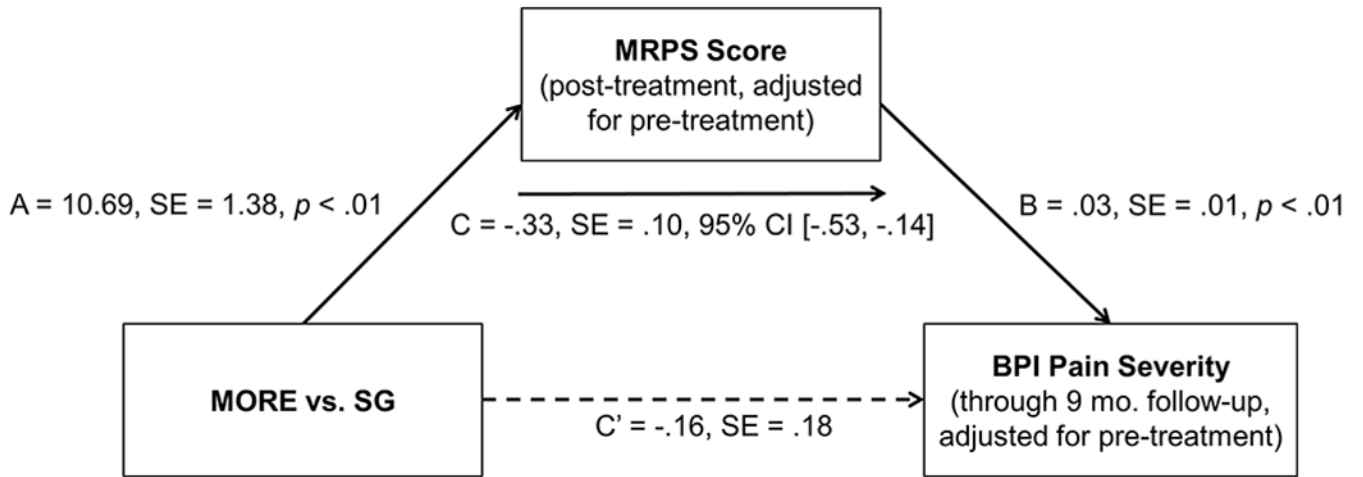 MRPS Score
(post-treatment, adjusted
for pre-treatment)
A = 10.69, SE = 1.38, p < .01
C = -.33, SE = .10, 95% CI [-.53, -.14]
B = .03, SE = .01, p < .01
MORE vs. SG
C’ = -.16, SE = .18
BPI Pain Severity
(through 9 mo. follow-up,
adjusted for pre-treatment)